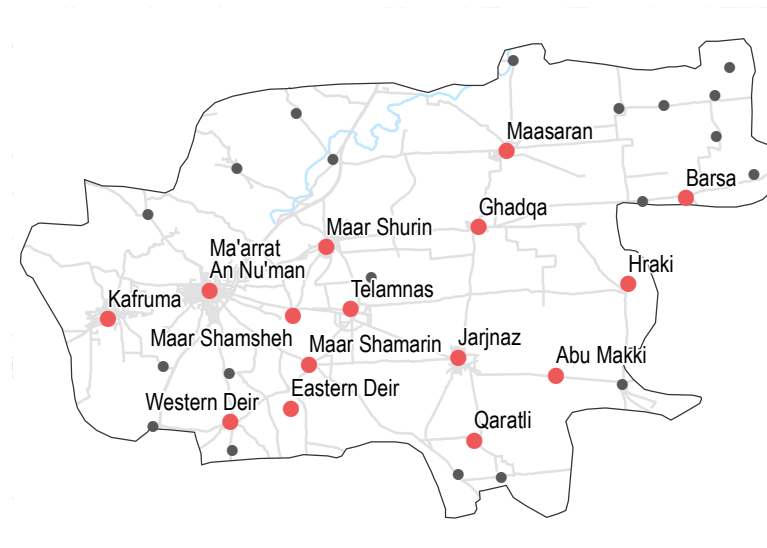 Maasaran
Barsa
Ghadqa
Maar Shurin
Ma'arrat
An Nu'man
Hraki
Kafruma
Telamnas
Maar Shamsheh
Maar Shamarin
Jarjnaz
Abu Makki
Eastern Deir
Western Deir
Qaratli